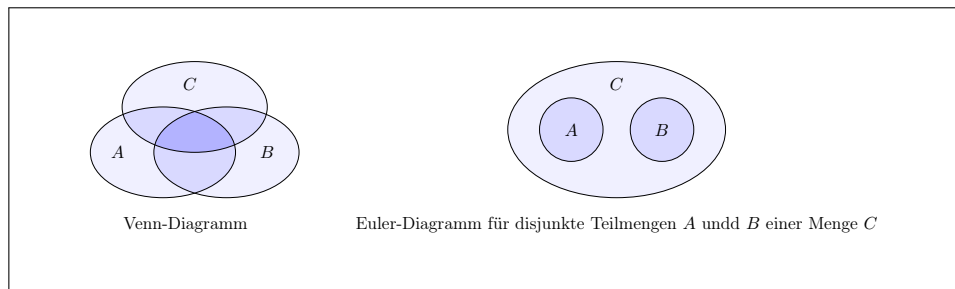 C
A
B
Venn-Diagramm
C
A
B
Euler-Diagramm für disjunkte Teilmengen A undd B einer Menge C